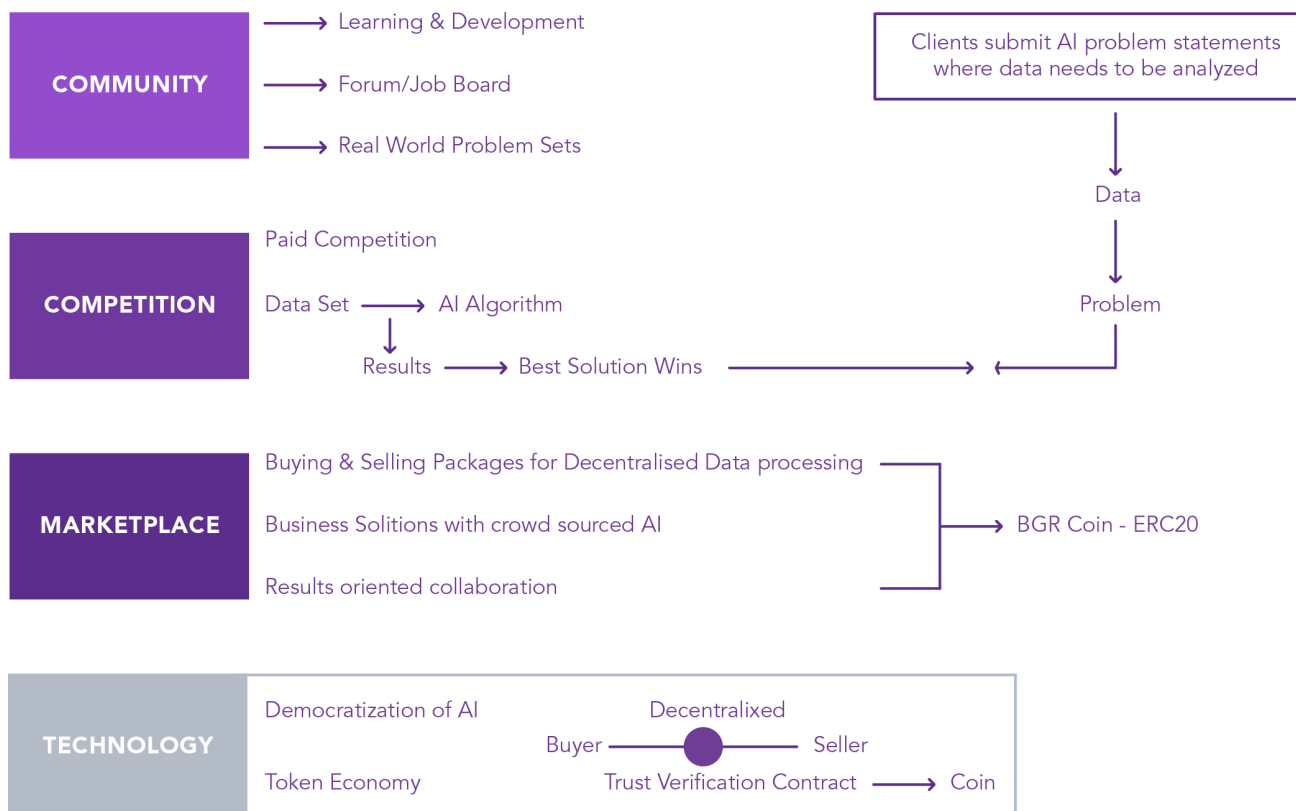 COMMUNITY
Learning & Development
Forum/Job Board
Real World Problem Sets
Clients submit AI problem statements
where data needs to be analyzed
Data
Problem
COMPETITION
Paid Competition
Data Set
AI Algorithm
Results
Best Solution Wins
MARKETPLACE
Buying & Selling Packages for Decentralised Data processing
Business Solitions with crowd sourced AI
Results oriented collaboration
BGR Coin - ERC20
TECHNOLOGY
Democratization of AI
Decentralixed
Buyer
Seller
Token Economy
Trust Verification Contract
Coin